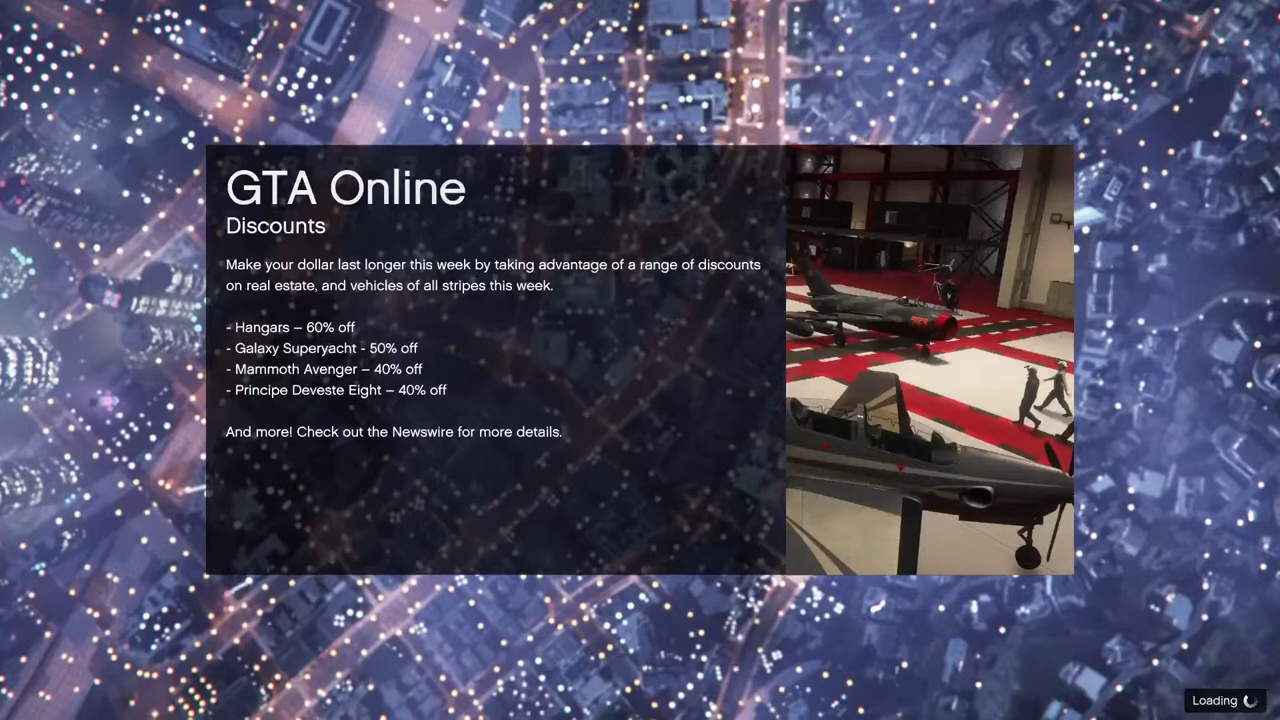 GTA Online
Discounts
Make your dollar last longer this week by taking advantage of a range of discounts
on real estate, and vehicles of all stripes this week.
- Hangars – 60% off
- Galaxy Superyacht - 50% off
- Mammoth Avenger – 40% off
- Principe Deveste Eight – 40% off
And more! Check out the Newswire for more details.
Loading